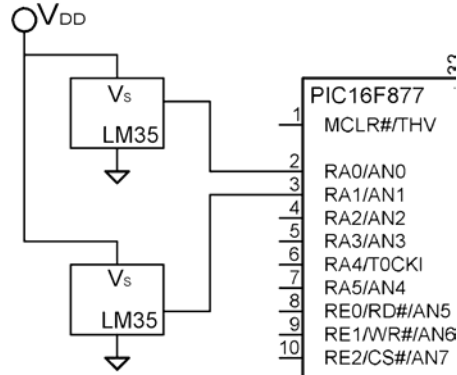 VDD
Vs
LM35
Vs
LM35
PIC16F877
1 MCLR#/THV
2 RA0/AN0
3 RA1/AN1
4 RA2/AN2
5 RA3/AN3
6 RA4/T0CKI
7 RA5/AN4
8 RE0/RD#/AN5
9 RE1/WR#/AN6
10 RE2/CS#/AN7